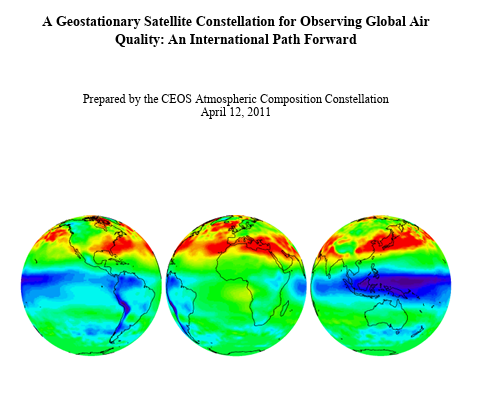 A Geostationary Satellite Constellation for Observing Global Air
Quality: An International Path Forward
Prepared by the CEOS Atmospheric Composition Constellation
April 12, 2011